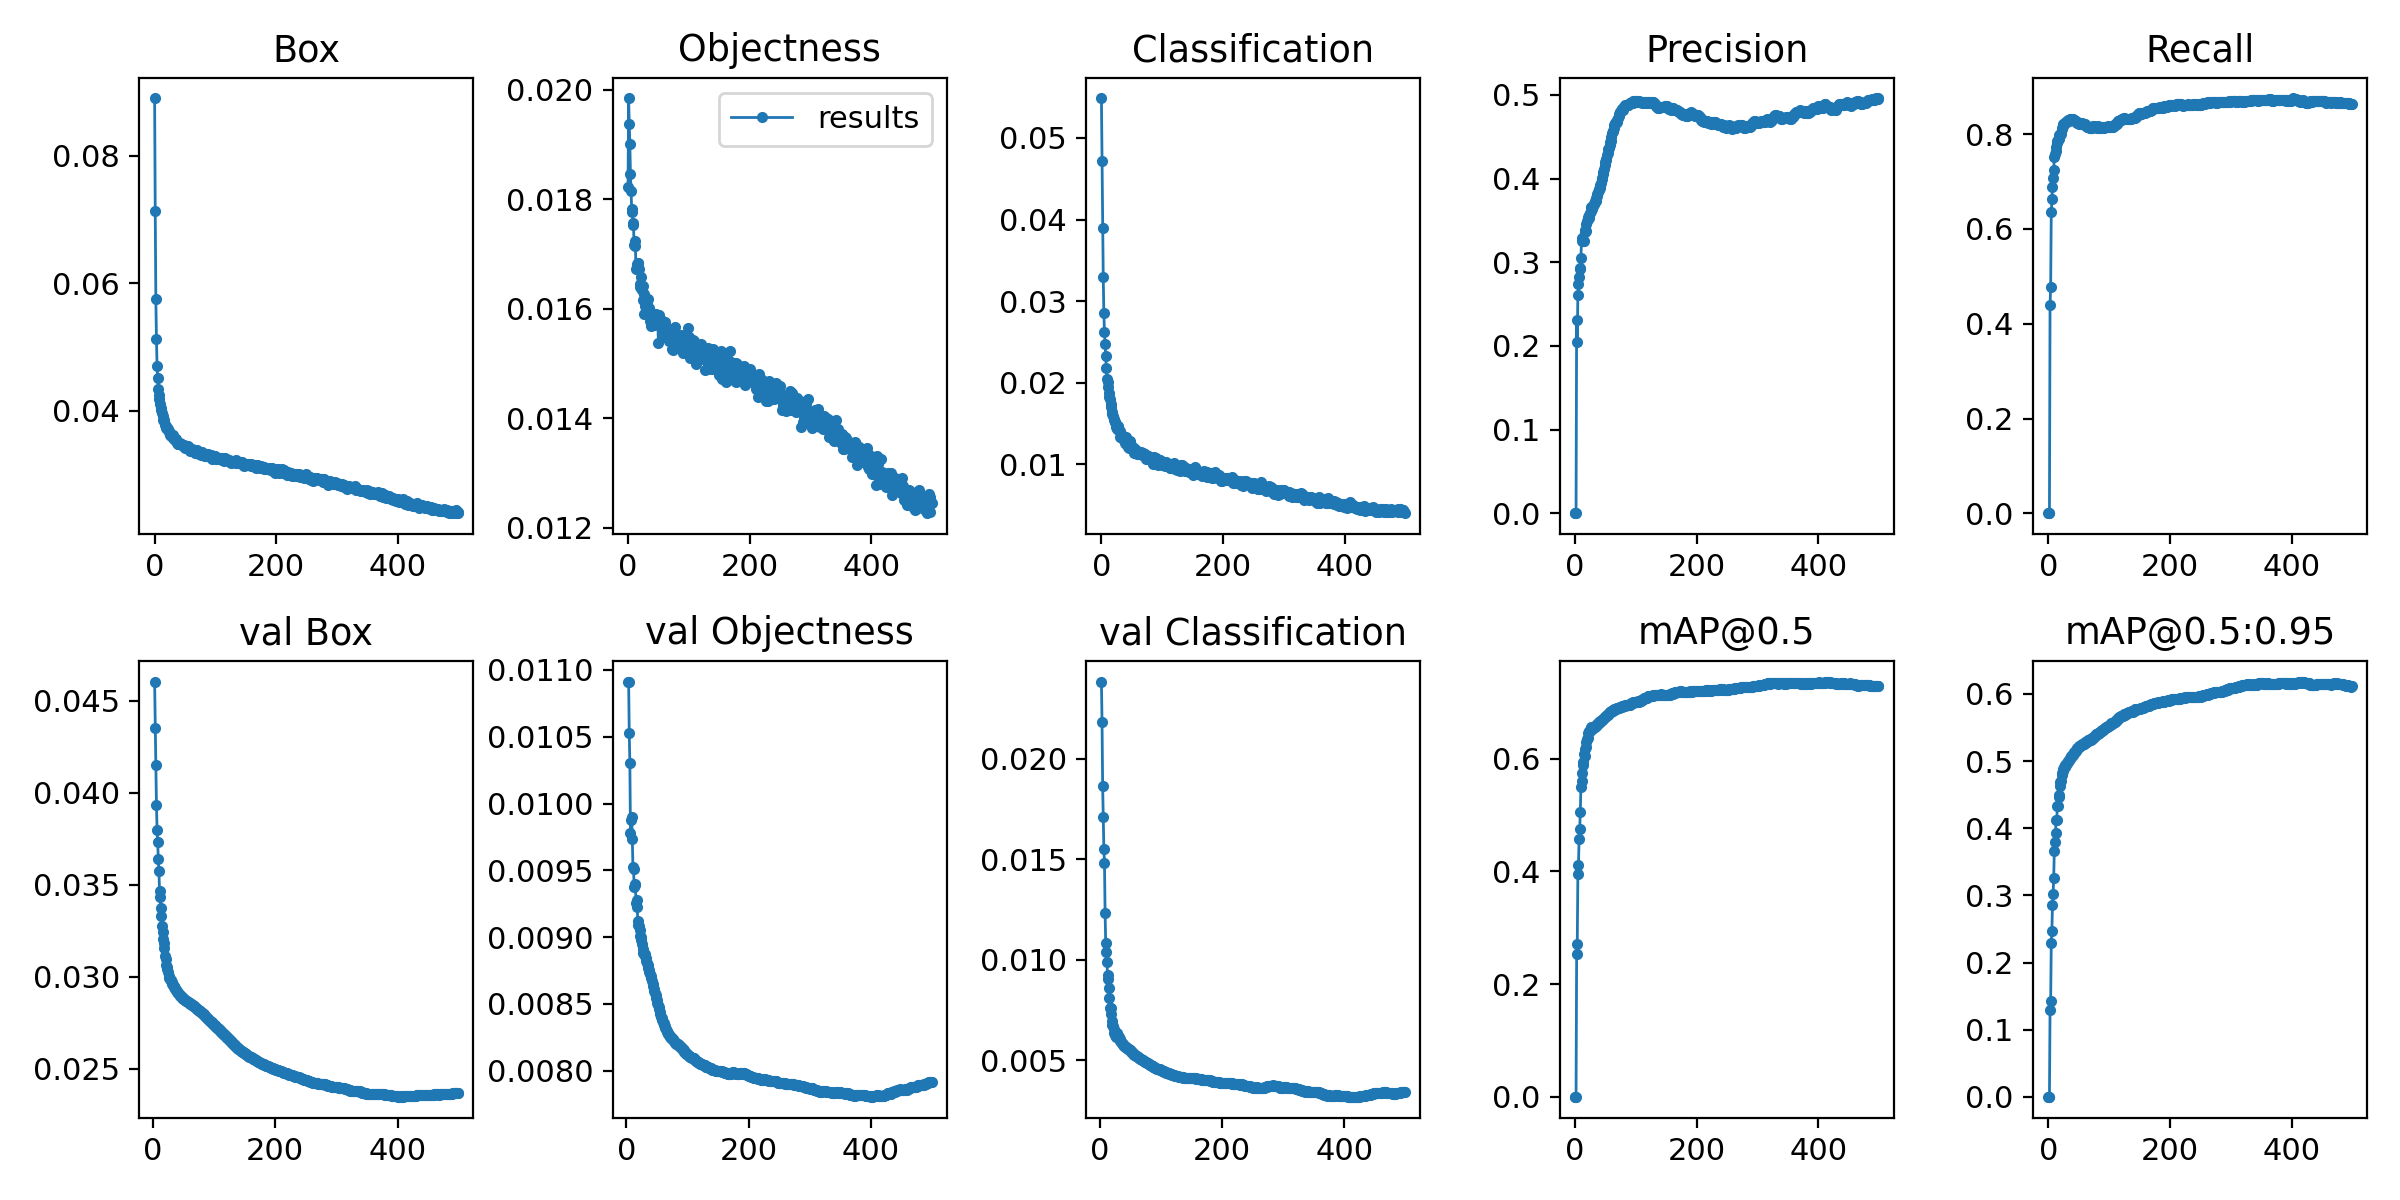 Box
Objectness
Classification
Precision
Recall
results
0.08
0.06
0.04
0 200 400
0.020
0.018
0.016
0.014
0.012
0 200 400
0.05
0.04
0.03
0.02
0.01
0 200 400
0.5
0.4
0.3
0.2
0.1
0.0
0 200 400
0.8
0.6
0.4
0.2
0.0
0 200 400
val Box
val Objectness
val Classification
mAP@0.5
mAP@0.5:0.95
0.045
0.040
0.035
0.030
0.025
0 200 400
0.0110
0.0105
0.0100
0.0095
0.0090
0.0085
0.0080
0 200 400
0.020
0.015
0.010
0.005
0 200 400
0.6
0.4
0.2
0.0
0 200 400
0.6
0.5
0.4
0.3
0.2
0.1
0.0
0 200 400